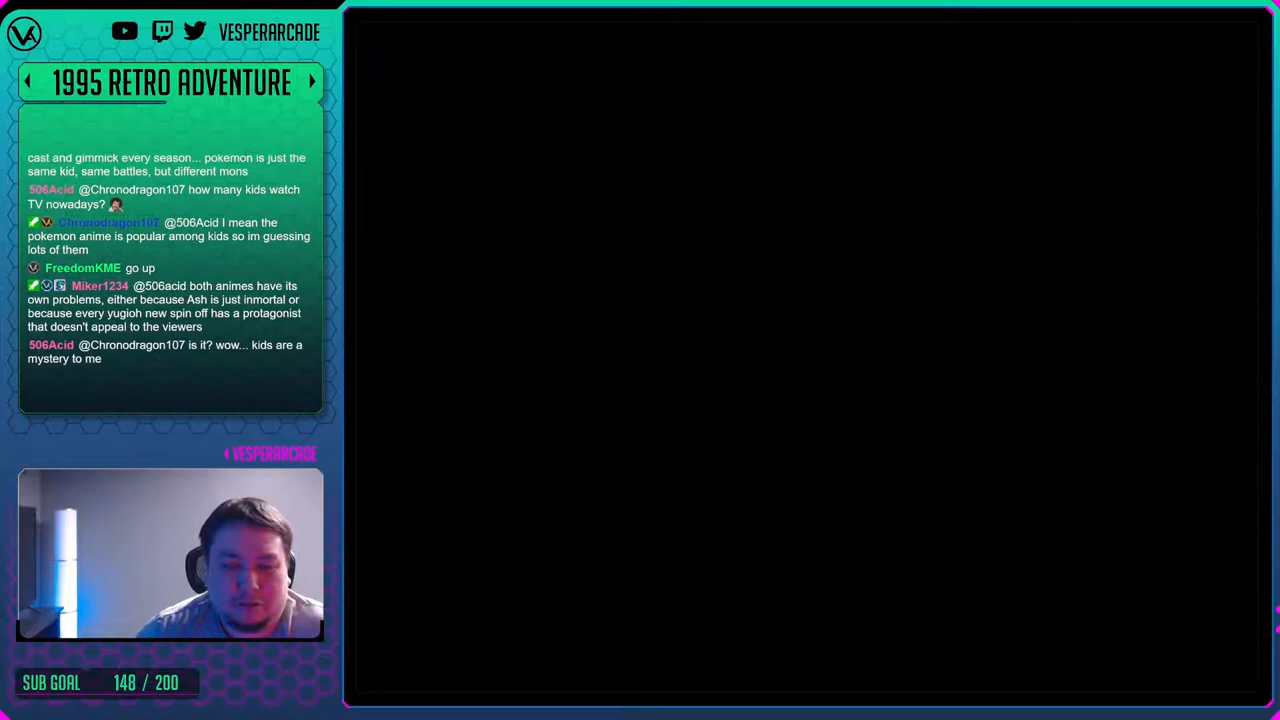 VESPERARCADE
1995 RETRO ADVENTURE
cast and gimmick every season... pokemon is just the
same kid, same battles, but different mons
506Acid @Chronodragon107 how many kids watch
TV nowadays?
Chronodragon107 @506Acid I mean the
pokemon anime is popular among kids so im guessing
lots of them
FreedomKME go up
Miker1234 @506acid both animes have its
own problems, either because Ash is just inmortal or
because every yugioh new spin off has a protagonist
that doesn't appeal to the viewers
506Acid @Chronodragon107 is it? wow... kids are a
mystery to me
VESPERARCADE
SUB GOAL 148 / 200